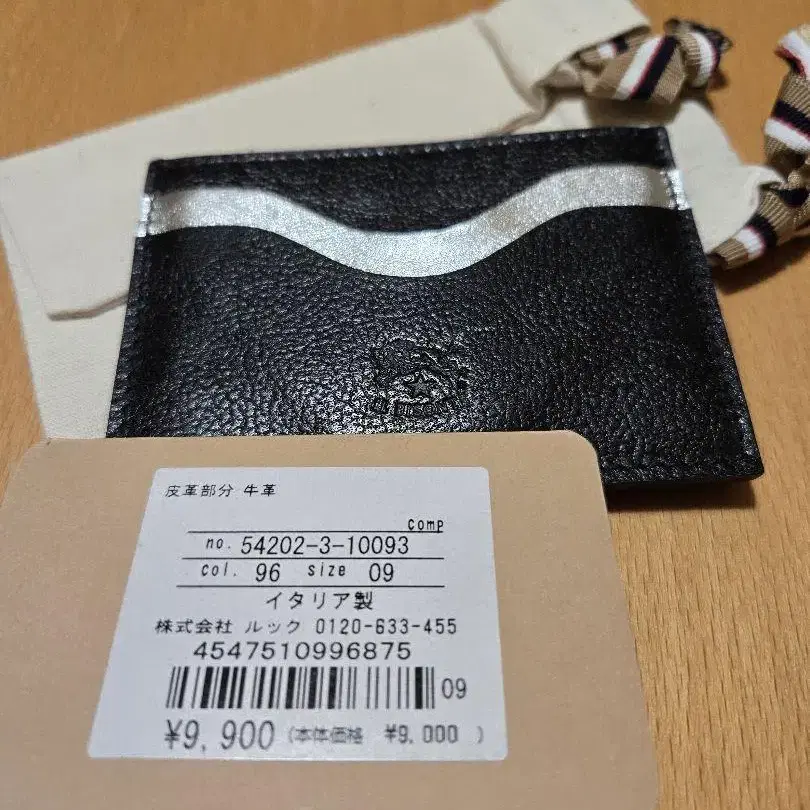 皮革部分 牛革
comp
no. 54202-3-10093
col. 96 size 09
イタリア製
株式会社 ルック 0120-633-455
4547510996875
09
¥9,900 (本体価格 ¥9,000 )